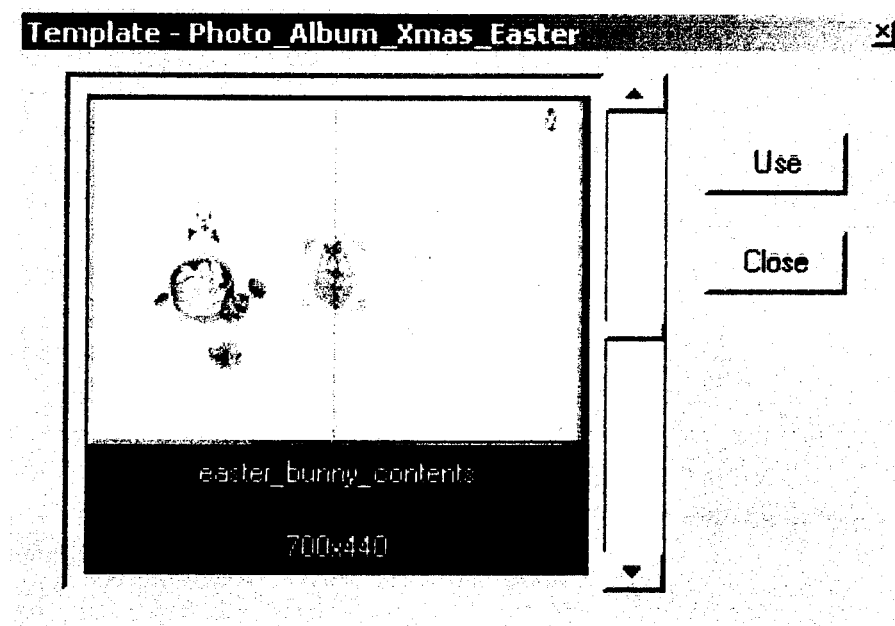 Template - Photo_Album_Xmas_Easter
Use
Close
easter_bunny_contents
700x440